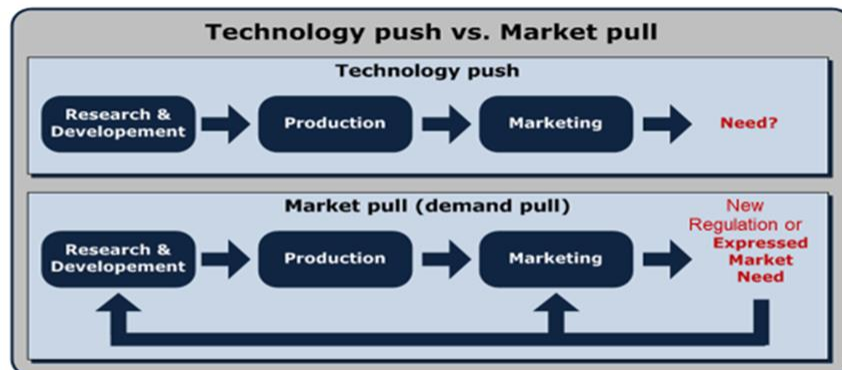 Technology push vs. Market pull
Technology push
Research &
Developement
Production
Marketing
Need?
Market pull (demand pull)
Research &
Developement
Production
Marketing
New
Regulation or
Expressed
Market
Need